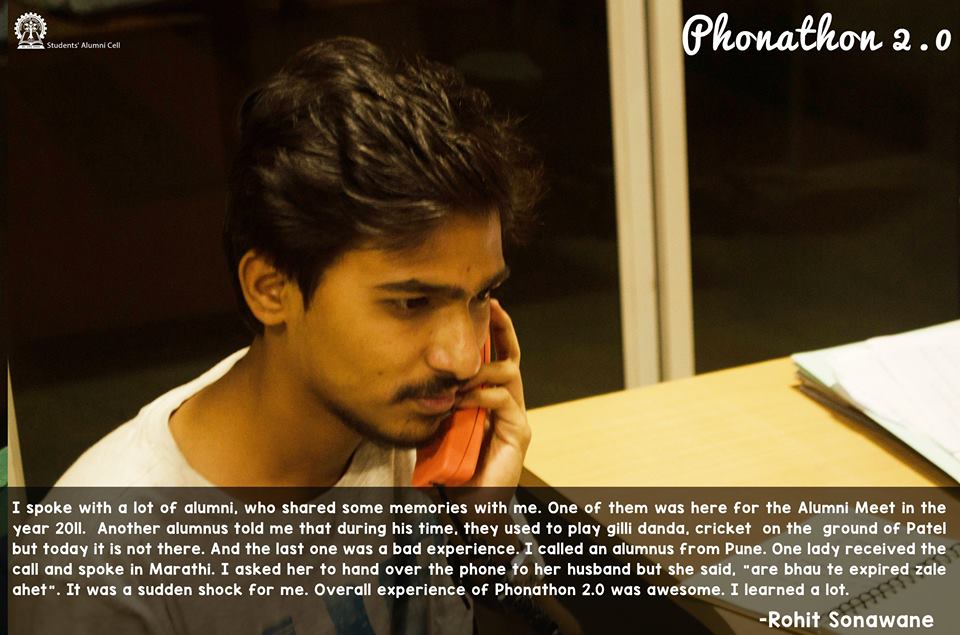 Students' Alumni Cell
Phonathon 2.0
I spoke with a lot of alumni, who shared some memories with me. One of them was here for the Alumni Meet in the
year 2011. Another alumnus told me that during his time, they used to play gilli danda, cricket on the ground of Patel
but today it is not there. And the last one was a bad experience. I called an alumnus from Pune. One lady received the
call and spoke in Marathi. I asked her to hand over the phone to her husband but she said, "are bhau te expired zale
ahet". It was a sudden shock for me. Overall experience of Phonathon 2.0 was awesome. I learned a lot.
-Rohit Sonawane